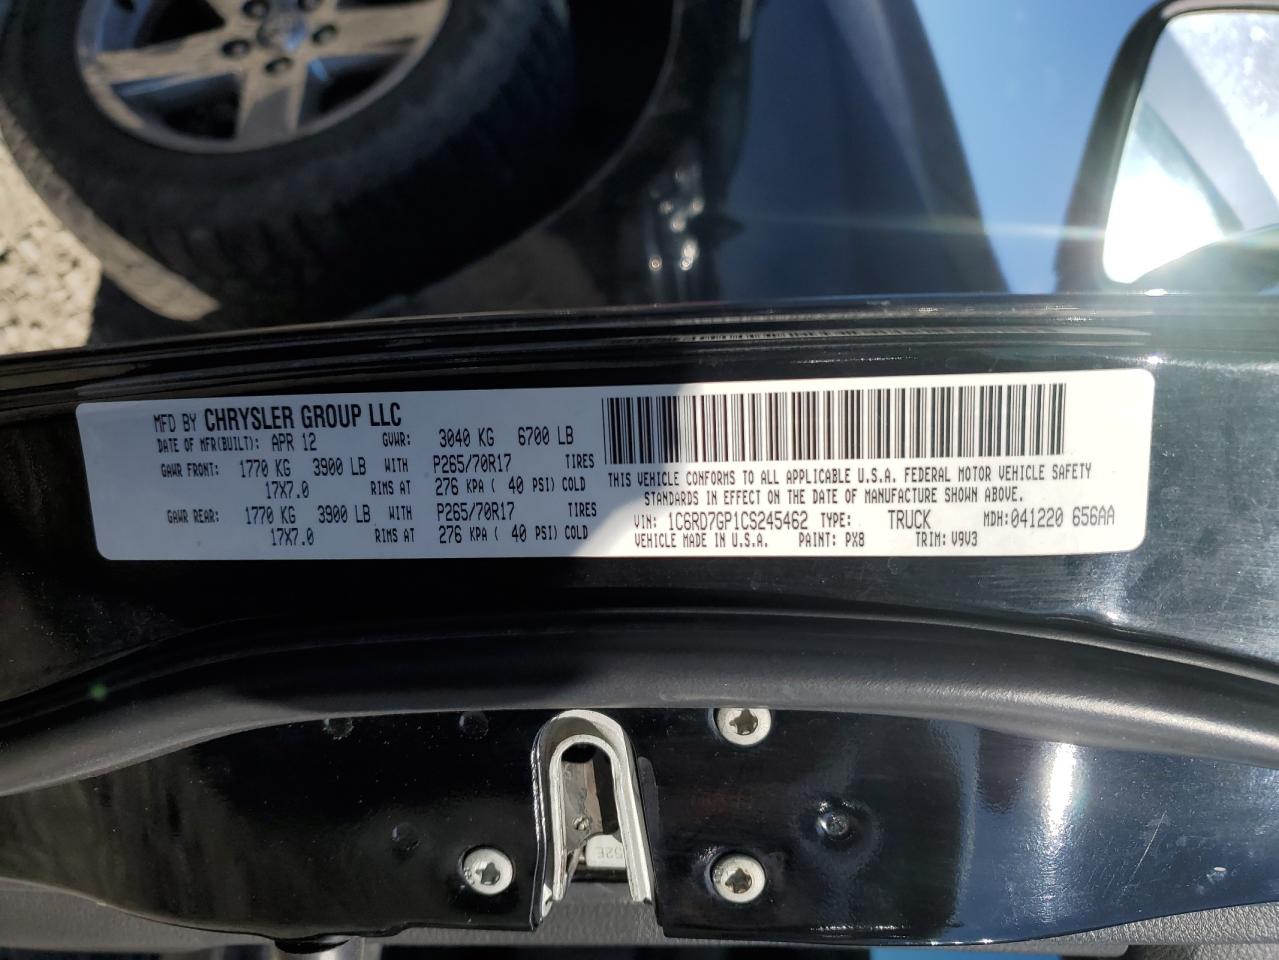 MFD BY CHRYSLER GROUP LLC
DATE OF MFR(BUILT): APR 12 GVWR: 3040 KG 6700 LB
GAWR FRONT: 1770 KG 3900 LB WITH P265/70R17 TIRES
17X7.0 RIMS AT 276 KPA ( 40 PSI) COLD
GAWR REAR: 1770 KG 3900 LB WITH P265/70R17 TIRES
17X7.0 RIMS AT 276 KPA ( 40 PSI) COLD
THIS VEHICLE CONFORMS TO ALL APPLICABLE U.S.A. FEDERAL MOTOR VEHICLE SAFETY
STANDARDS IN EFFECT ON THE DATE OF MANUFACTURE SHOWN ABOVE.
VIN: 1C6RD7GP1CS245462 TYPE: TRUCK MDH:041220 656AA
VEHICLE MADE IN U.S.A. PAINT: PX8 TRIM: V9V3